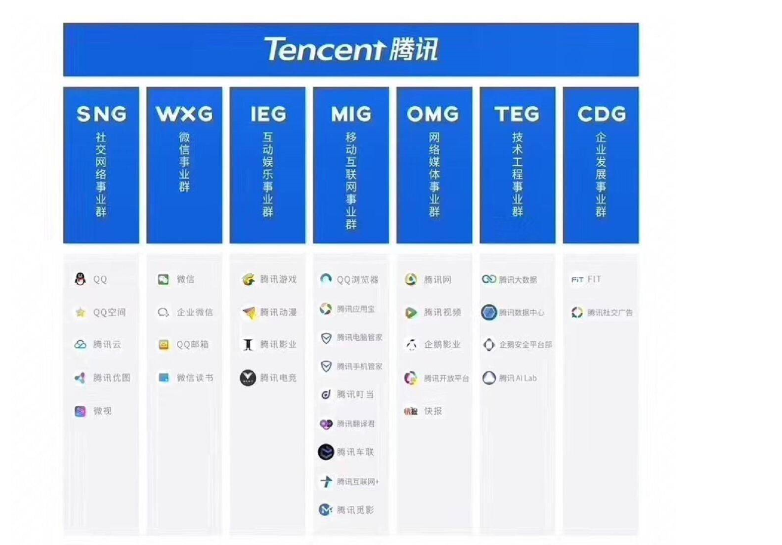 Tencent 腾讯
SNG
社交网络事业群
WXG
微信事业群
IEG
互动娱乐事业群
MIG
移动互联网事业群
OMG
网络媒体事业群
TEG
技术工程事业群
CDG
企业发展事业群
QQ
QQ空间
腾讯云
腾讯优图
微视
微信
企业微信
QQ邮箱
微信读书
腾讯游戏
腾讯动漫
腾讯影业
腾讯电竞
QQ浏览器
腾讯应用宝
腾讯电脑管家
腾讯手机管家
腾讯叮当
腾讯翻译君
腾讯车联
腾讯互联网+
腾讯觅影
腾讯网
腾讯视频
企鹅影业
腾讯开放平台
快报
腾讯大数据
腾讯数据中心
企鹅安全平台部
腾讯AI Lab
FiT FIT
腾讯社交广告